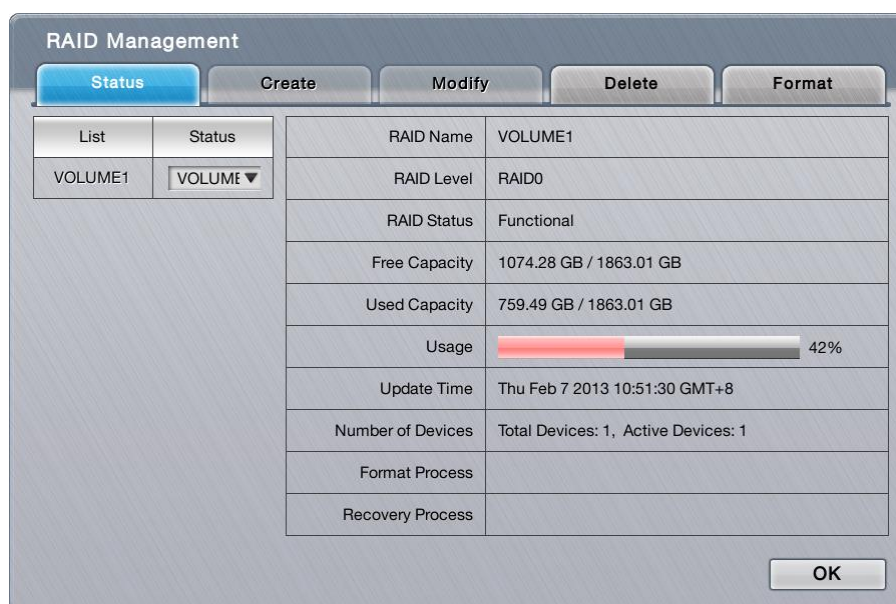 RAID Management
Status Create Modify Delete Format
List Status
VOLUME1 VOLUME
RAID Name VOLUME1
RAID Level RAID0
RAID Status Functional
Free Capacity 1074.28 GB / 1863.01 GB
Used Capacity 759.49 GB / 1863.01 GB
Usage 42%
Update Time Thu Feb 7 2013 10:51:30 GMT+8
Number of Devices Total Devices: 1, Active Devices: 1
Format Process
Recovery Process
OK